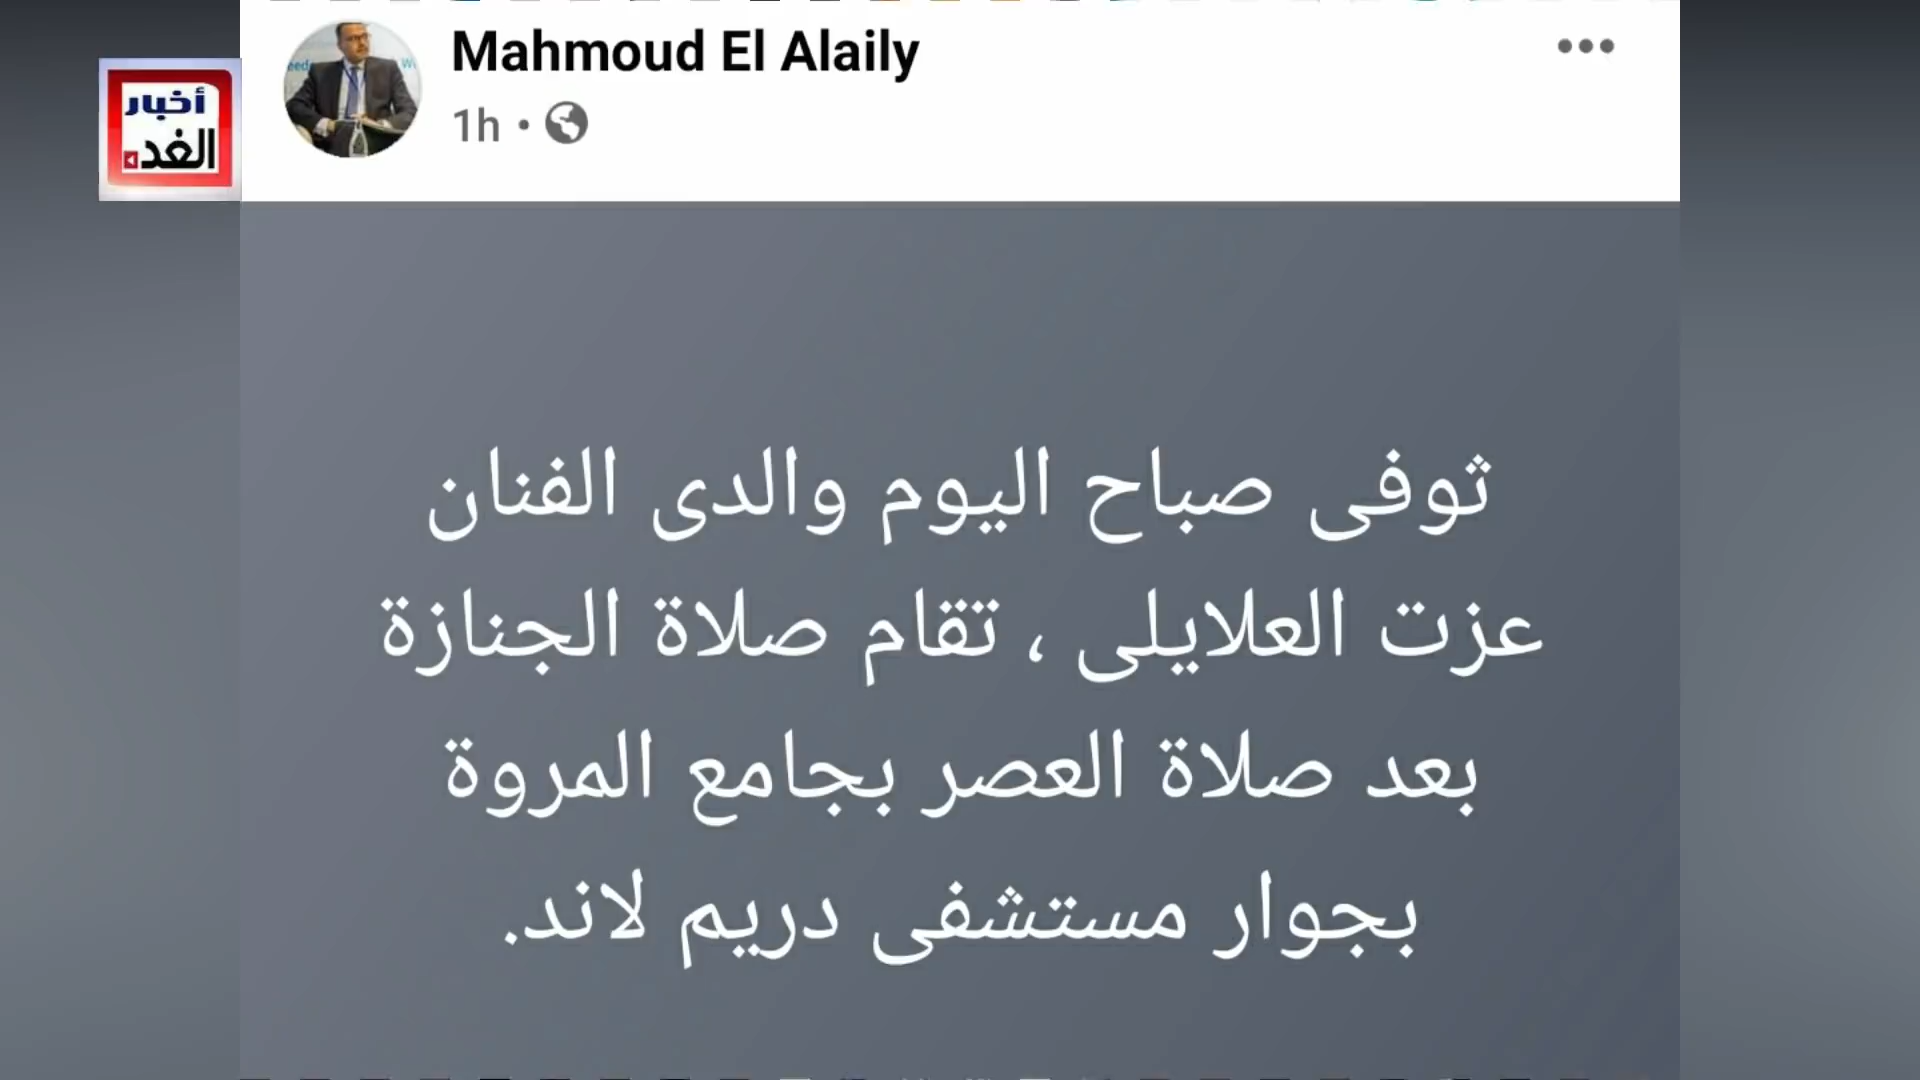 Mahmoud El Alaily
1h
أخبار
الغد
ثوفى صباح اليوم والدى الفنان
عزت العلايلى ، تقام صلاة الجنازة
بعد صلاة العصر بجامع المروة
بجوار مستشفى دريم لاند.